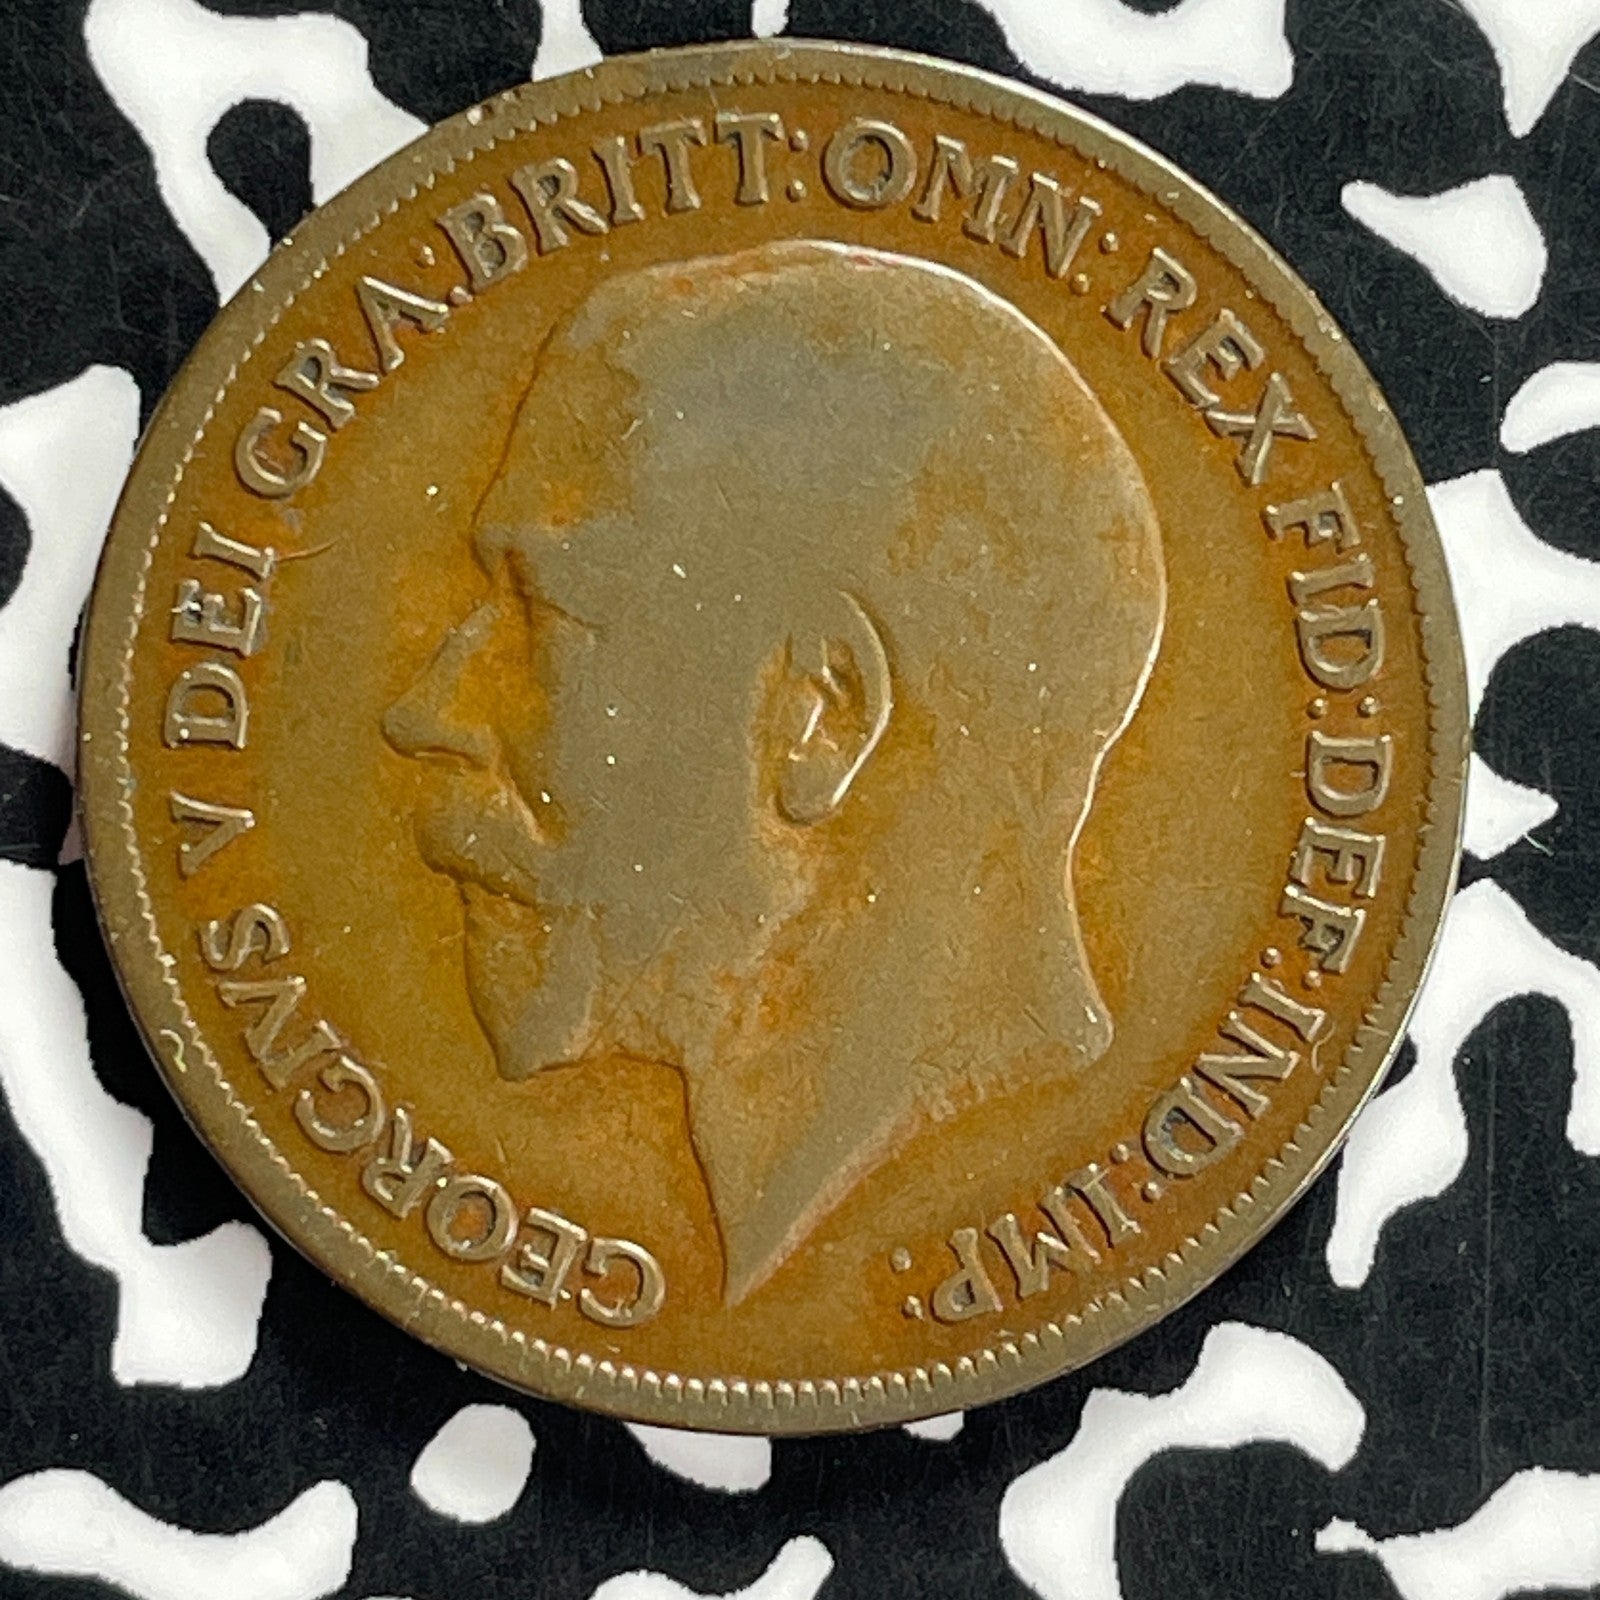 GEORGIVS V DEI GRA:BRITT:OMN:REX FID:DEF:IND:IMP: